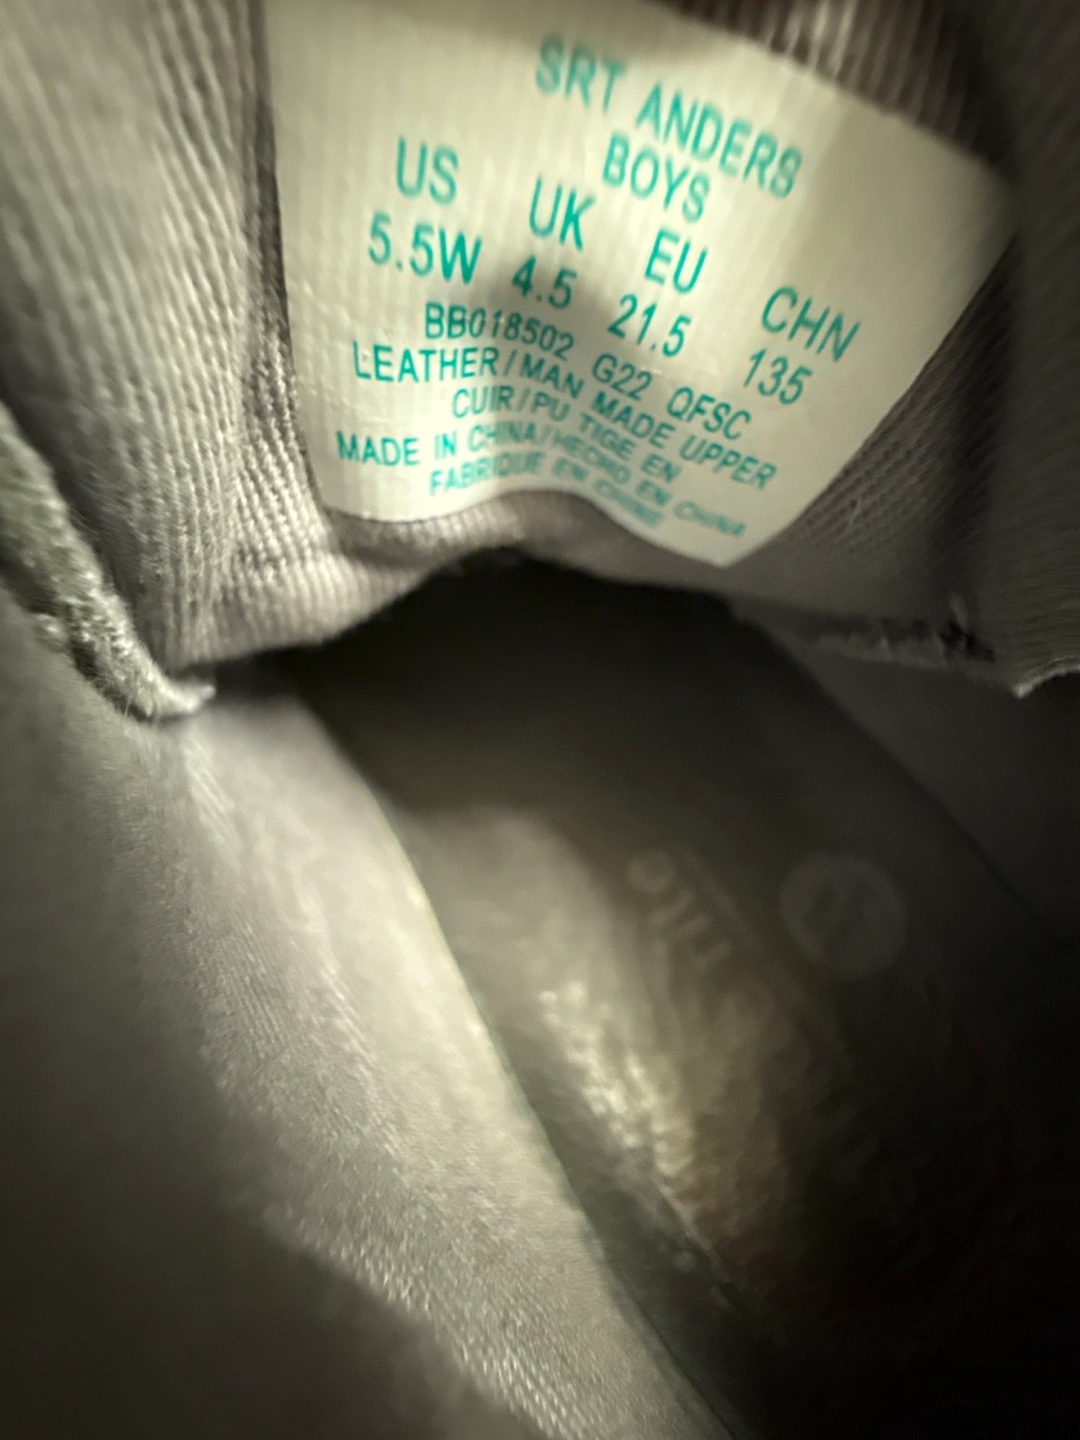 SRT ANDERS
BOYS
US UK EU CHN
5.5W 4.5 21.5 135
BB018502 G22 QFSC
LEATHER/MAN MADE UPPER
CUIR/PU TIGE EN
MADE IN CHINA/HECHO EN CHINA
FABRIQUE EN CHINE